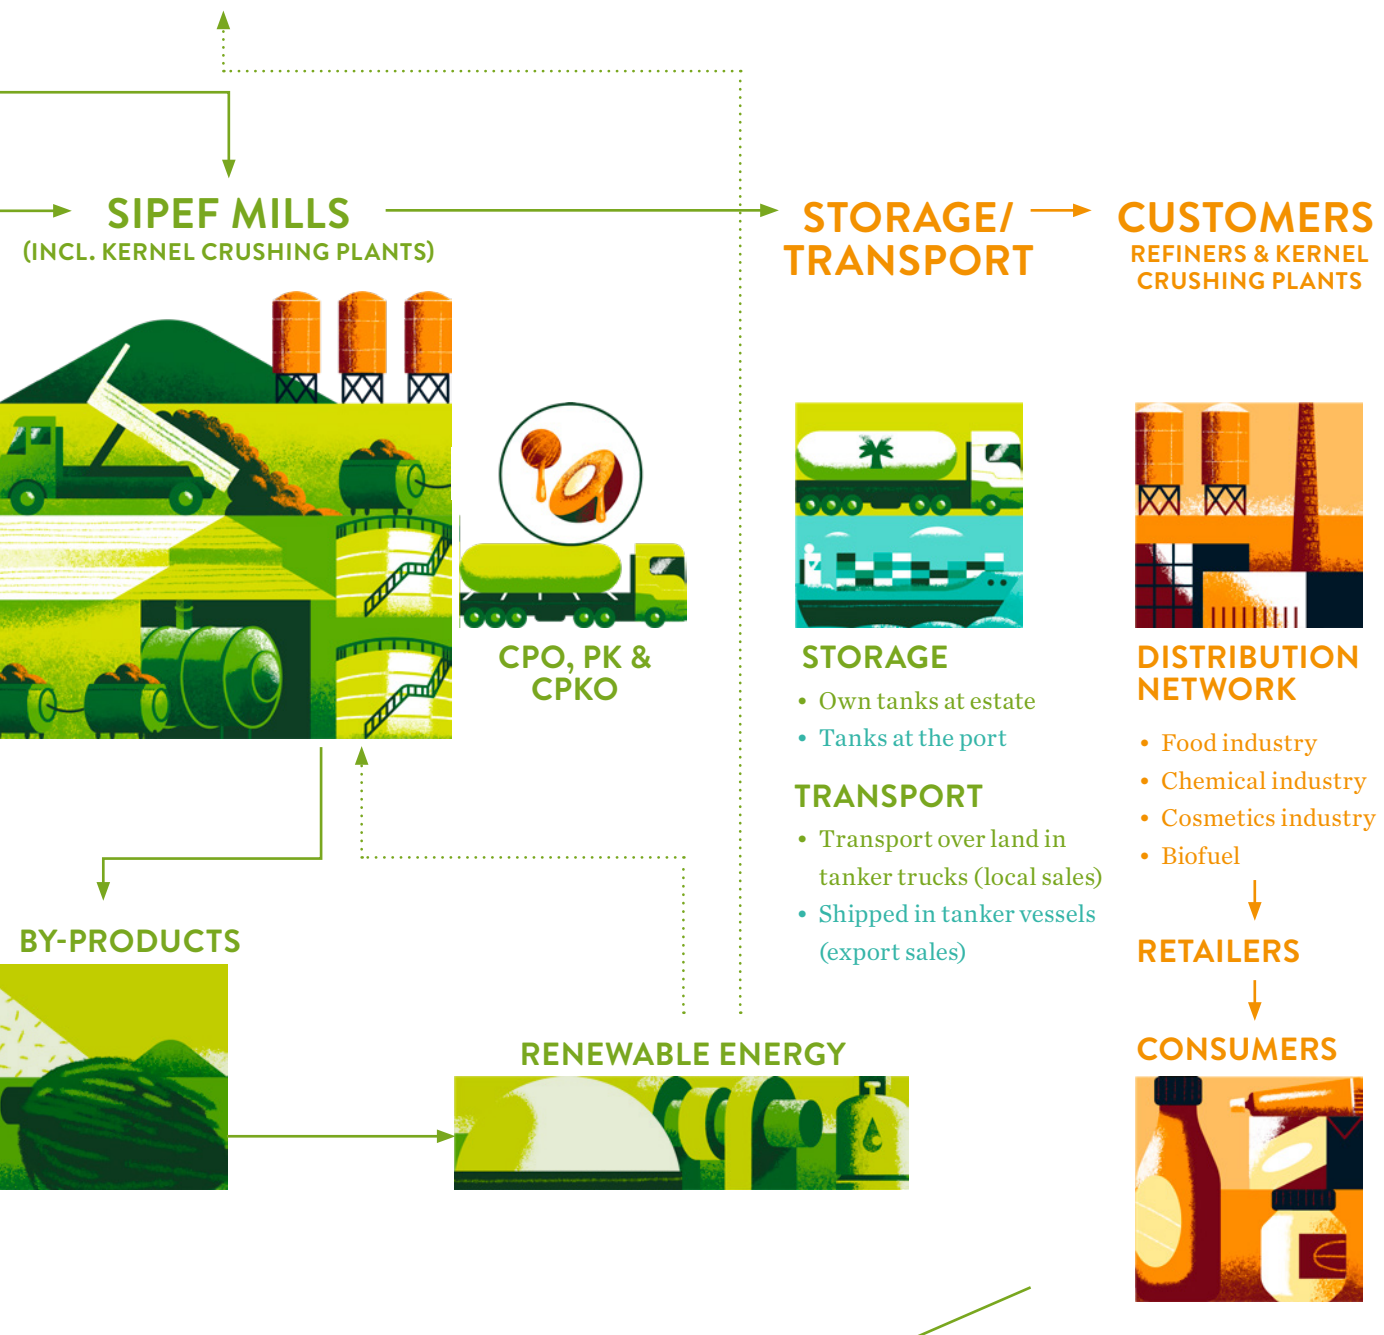 SIPEF MILLS
(INCL. KERNEL CRUSHING PLANTS)
CPO, PK &
CPKO
BY-PRODUCTS
RENEWABLE ENERGY
STORAGE/
TRANSPORT
STORAGE
• Own tanks at estate
• Tanks at the port
TRANSPORT
• Transport over land in
tanker trucks (local sales)
• Shipped in tanker vessels
(export sales)
CUSTOMERS
REFINERS & KERNEL
CRUSHING PLANTS
DISTRIBUTION
NETWORK
• Food industry
• Chemical industry
• Cosmetics industry
• Biofuel
RETAILERS
CONSUMERS